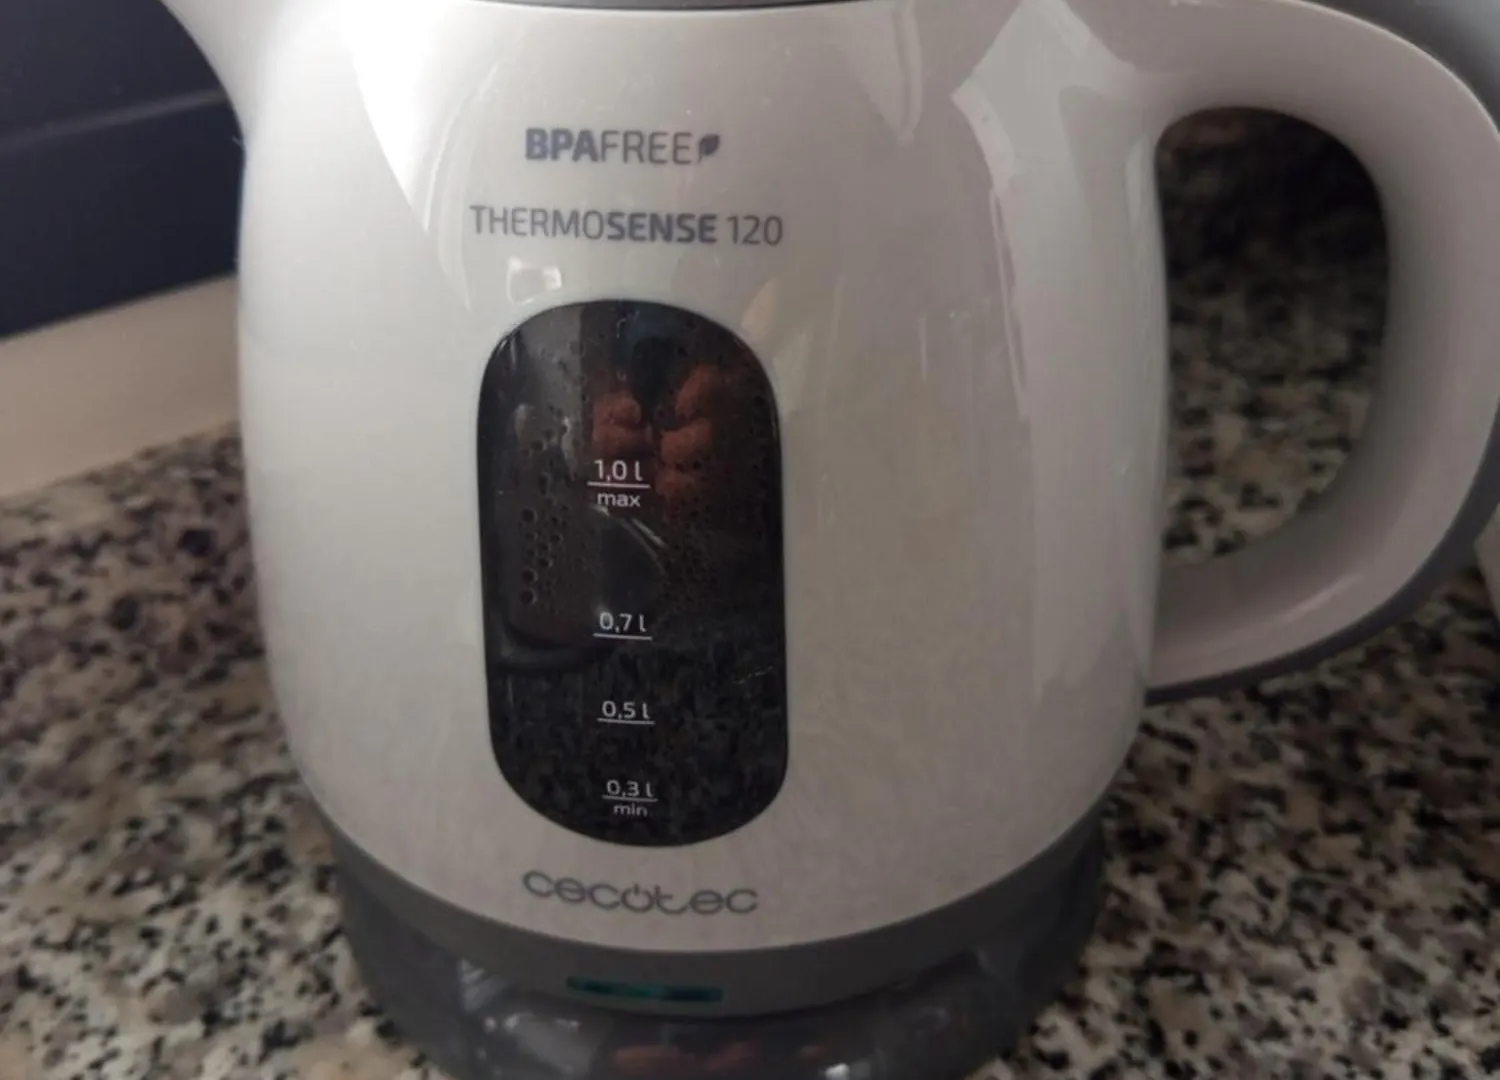 BPAFREE
THERMOSENSE 120
1,0 l
max
0,7 l
0,5 l
0,3 l
min
cecotec